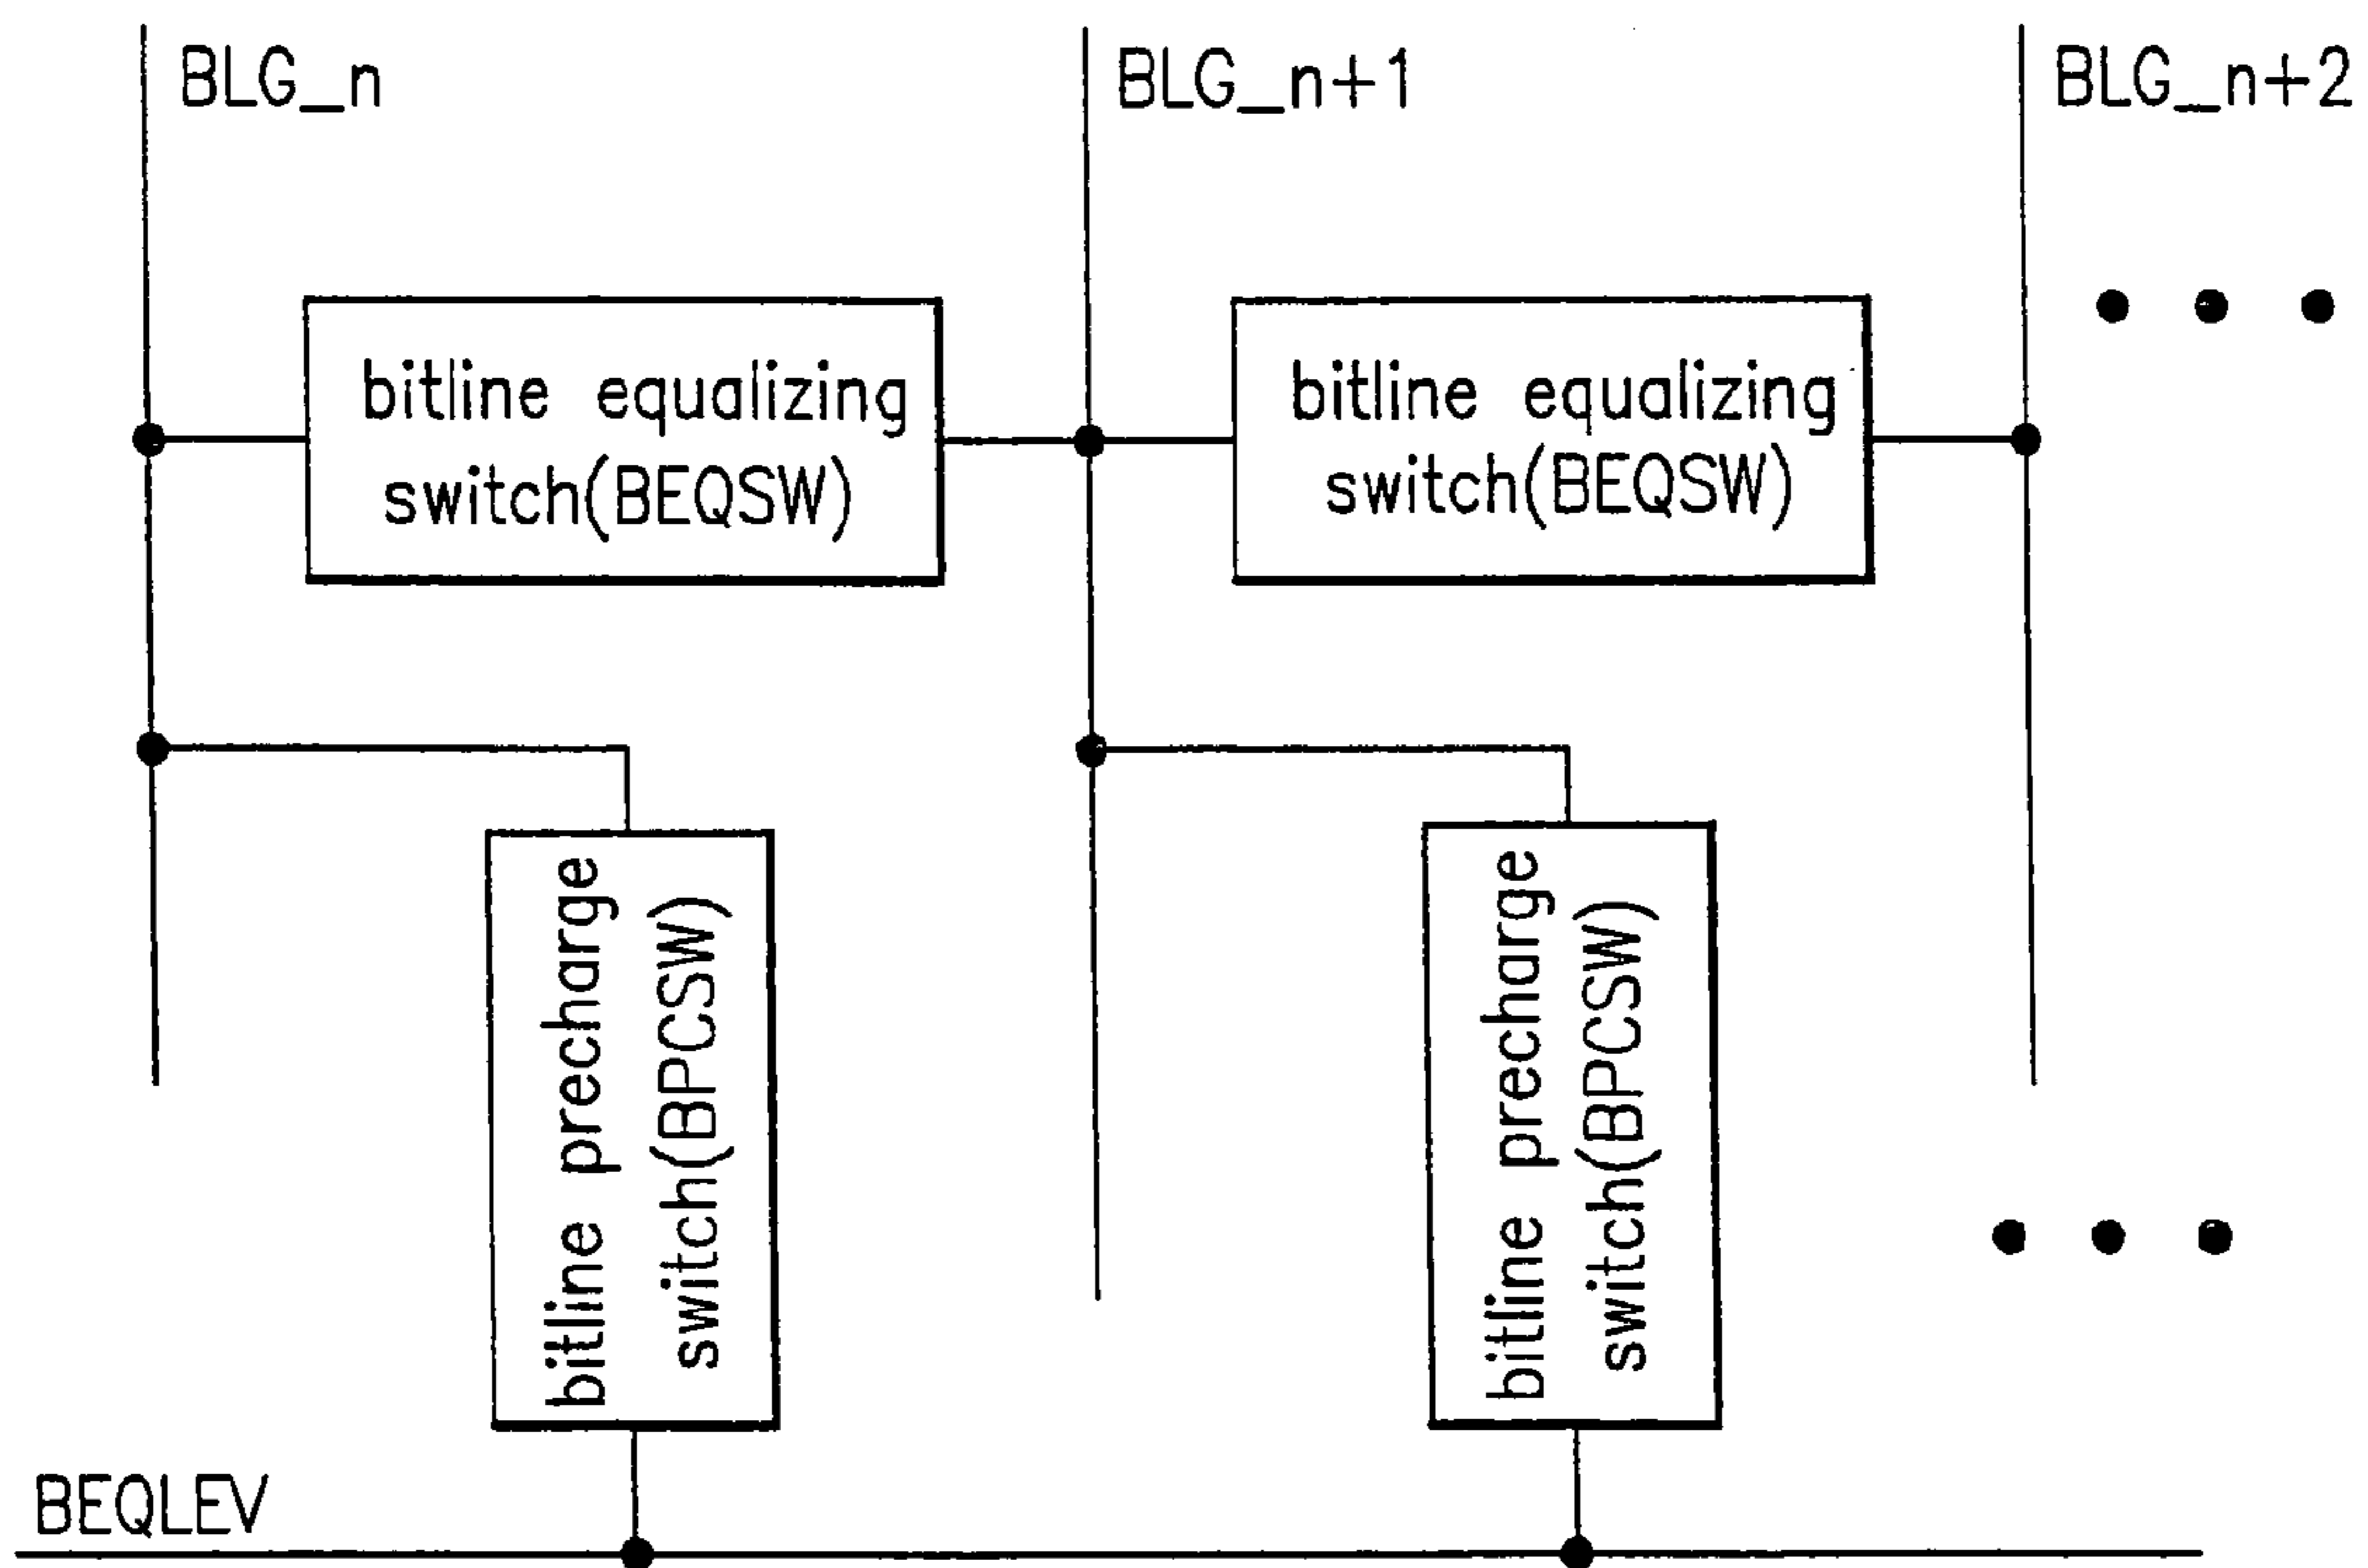 BLG_n
BLG_n+1
BLG_n+2
bitline equalizing
switch(BEQSW)
bitline equalizing
switch(BEQSW)
bitline precharge
switch(BPCSW)
bitline precharge
switch(BPCSW)
BEQLEV